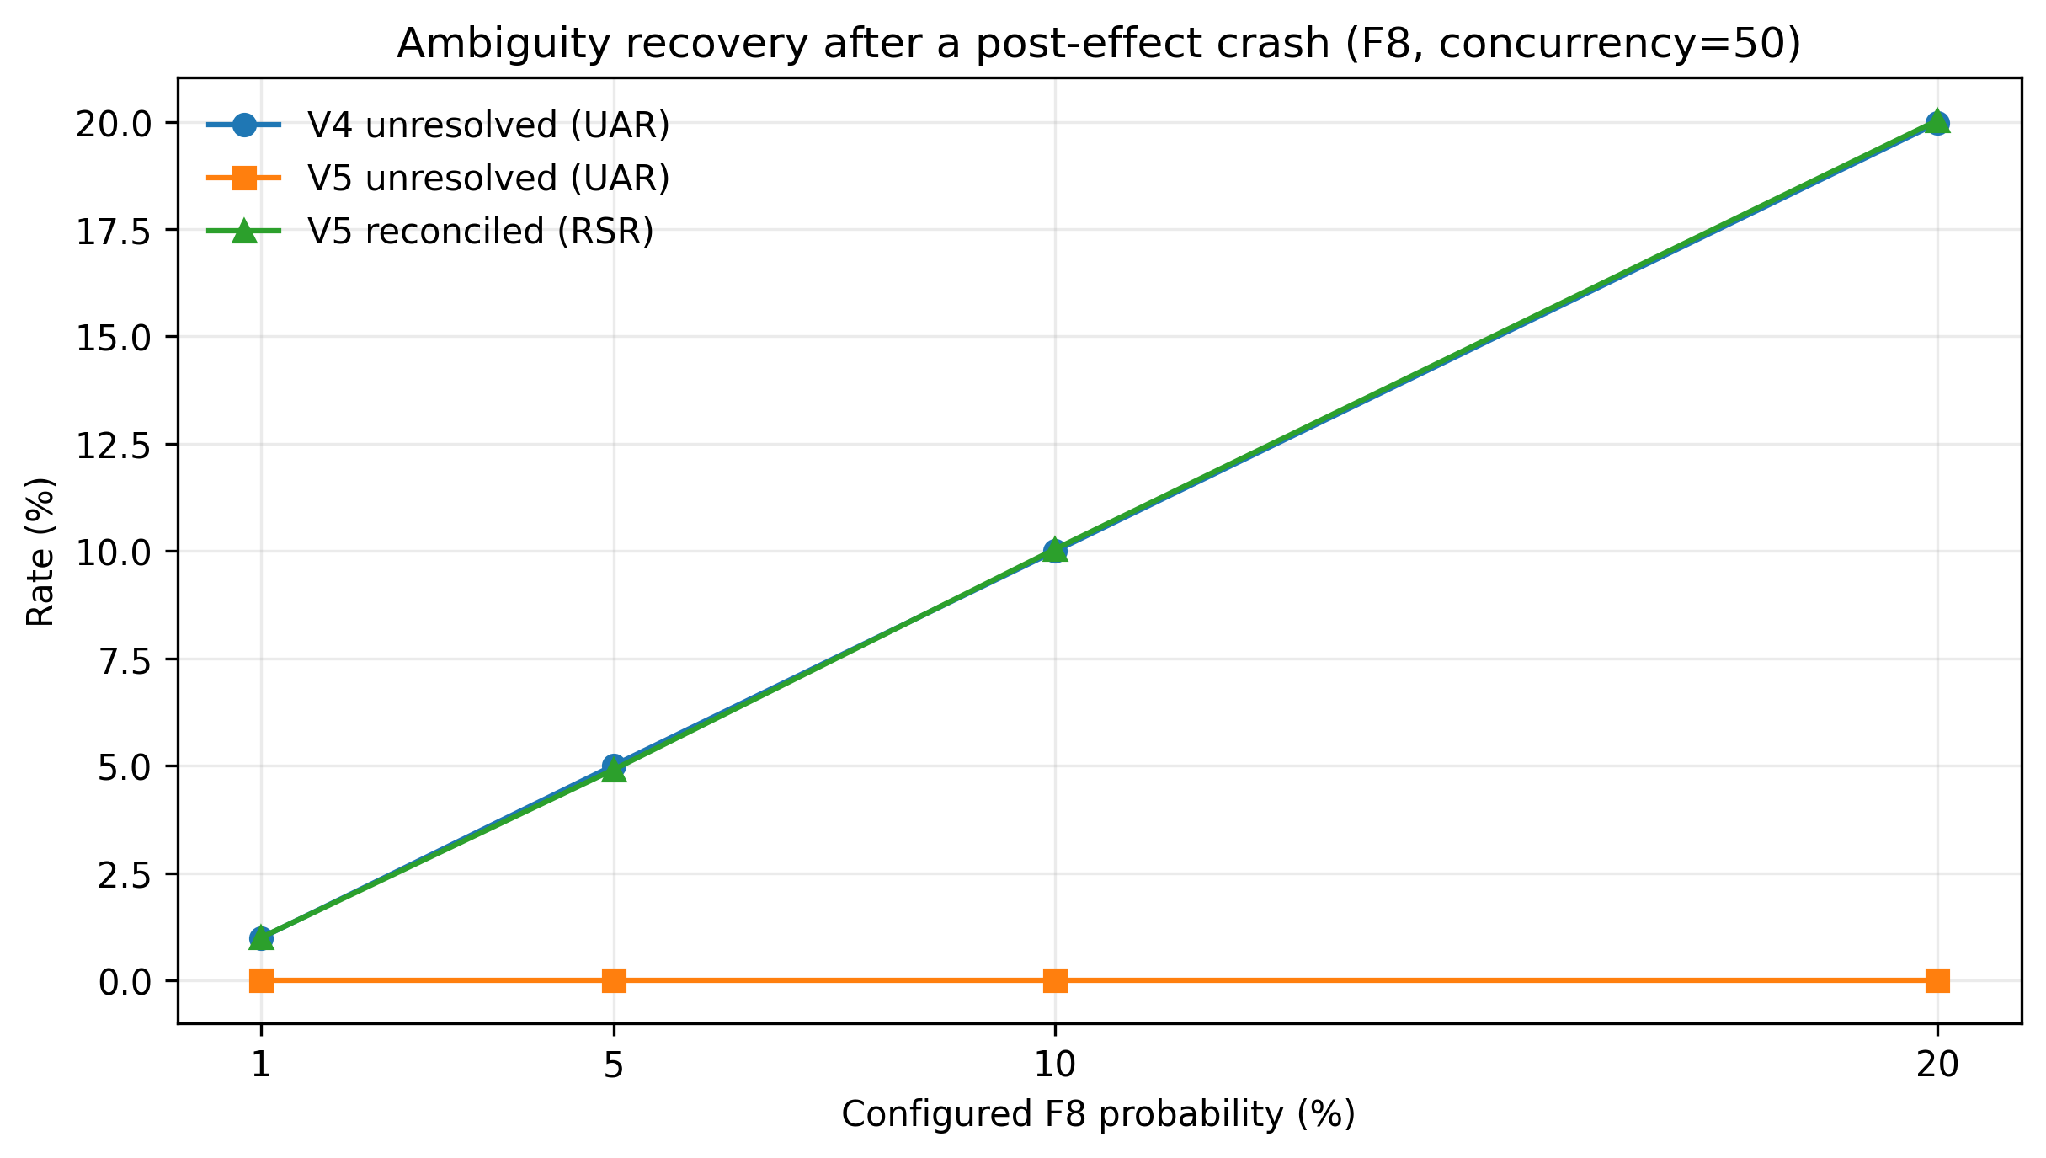 Ambiguity recovery after a post-effect crash (F8, concurrency=50)
V4 unresolved (UAR)
V5 unresolved (UAR)
V5 reconciled (RSR)
20.0
17.5
15.0
12.5
10.0
7.5
5.0
2.5
0.0
Rate (%)
1 5 10 20
Configured F8 probability (%)